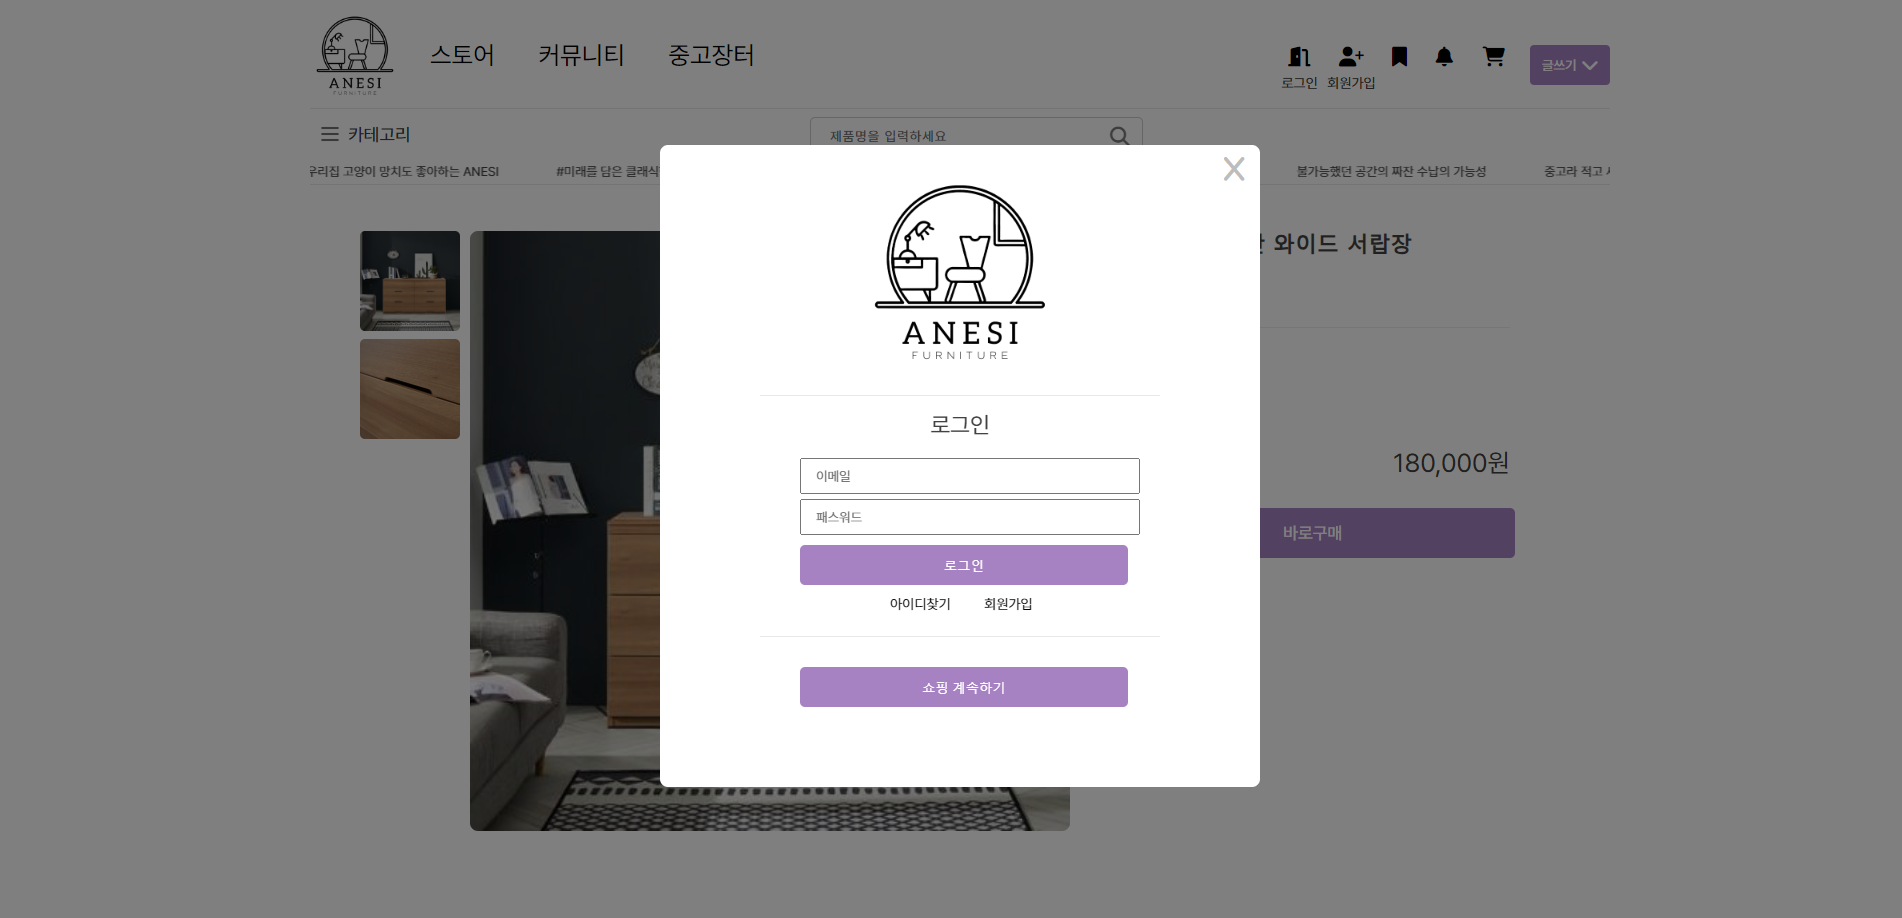 스토어 커뮤니티 중고장터
로그인 회원가입
글쓰기
ANESI
FURNITURE
카테고리
제품명을 입력하세요
우리집 고양이 망치도 좋아하는 ANESI #미래를 담은 클래식 불가능했던 공간의 짜잔 수납의 가능성 중고라 적고
와이드 서랍장
ANESI
FURNITURE
로그인
이메일
패스워드
로그인
아이디찾기 회원가입
쇼핑 계속하기
180,000원
바로구매